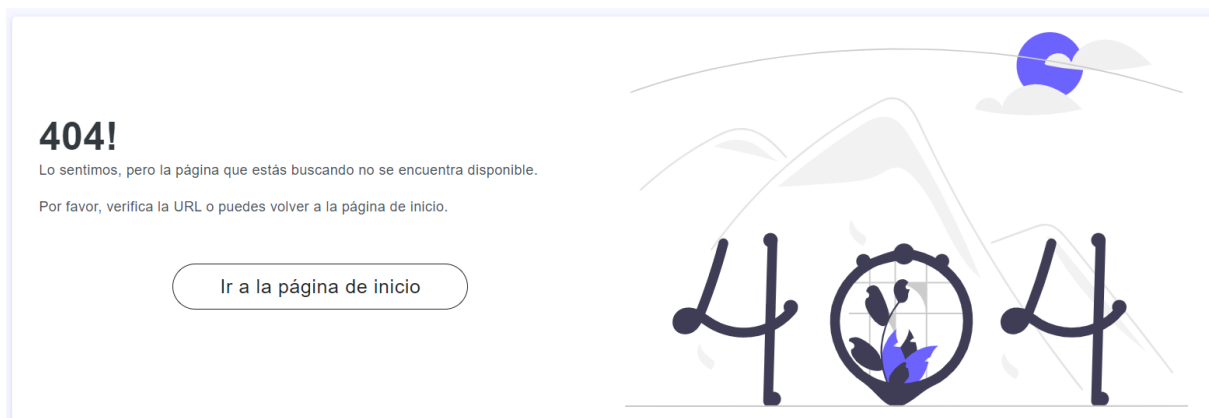 404!
Lo sentimos, pero la página que estás buscando no se encuentra disponible.
Por favor, verifica la URL o puedes volver a la página de inicio.
Ir a la página de inicio
404